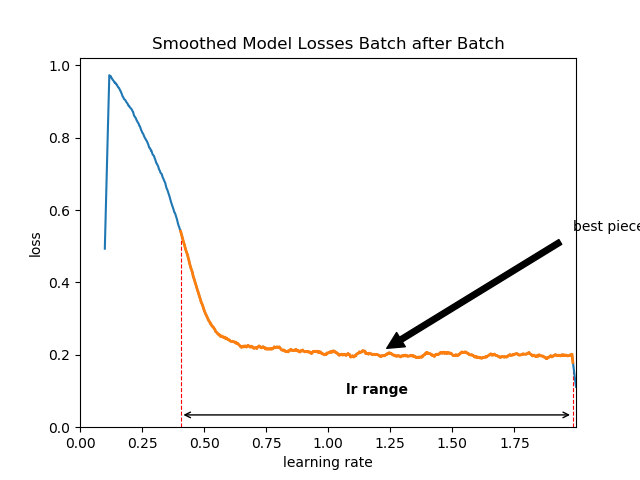 Smoothed Model Losses Batch after Batch
1.0
0.8
0.6
0.4
0.2
0.0
loss
best piece
lr range
0.00 0.25 0.50 0.75 1.00 1.25 1.50 1.75
learning rate